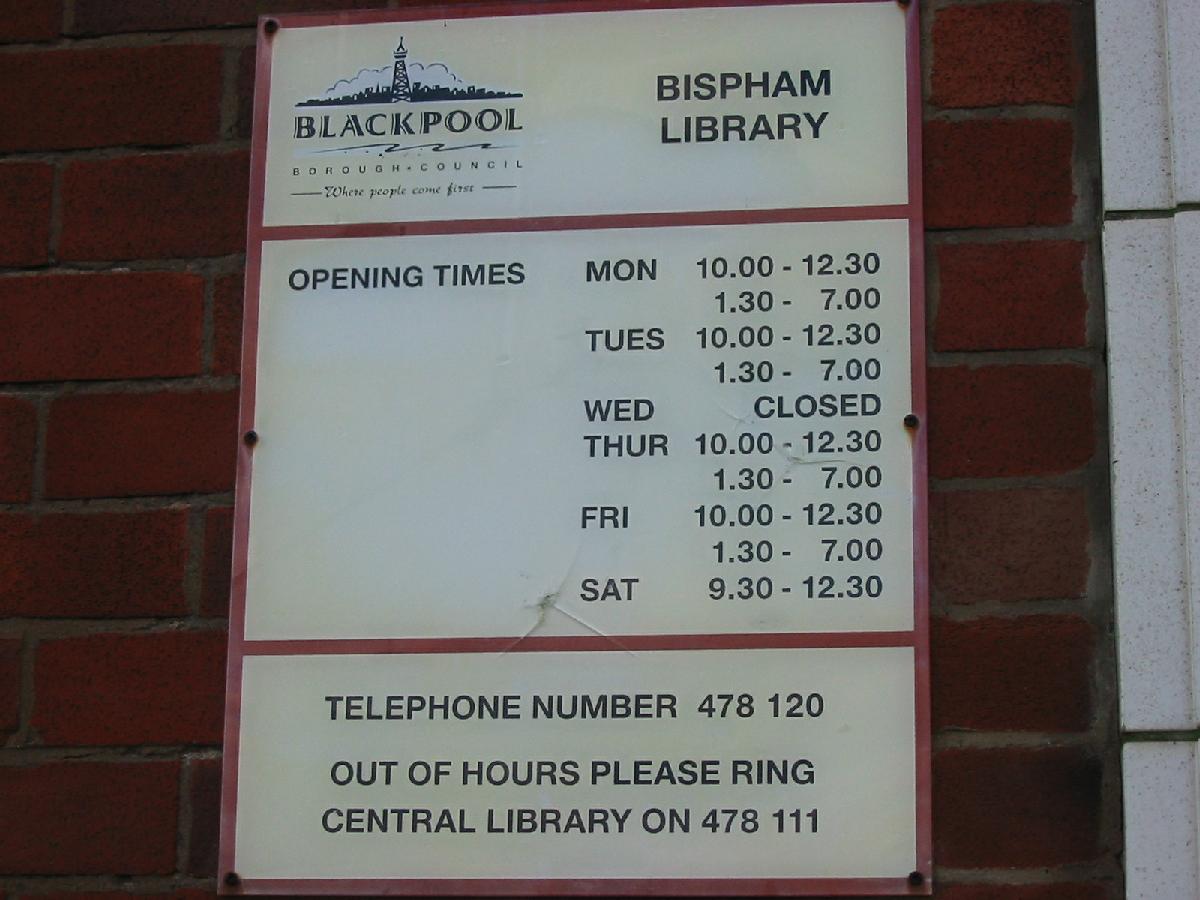 BLACKPOOL
BOROUGH • COUNCIL
Where people come first
BISPHAM
LIBRARY
OPENING TIMES
MON 10.00 - 12.30
1.30 - 7.00
TUES 10.00 - 12.30
1.30 - 7.00
WED CLOSED
THUR 10.00 - 12.30
1.30 - 7.00
FRI 10.00 - 12.30
1.30 - 7.00
SAT 9.30 - 12.30
TELEPHONE NUMBER 478 120
OUT OF HOURS PLEASE RING
CENTRAL LIBRARY ON 478 111